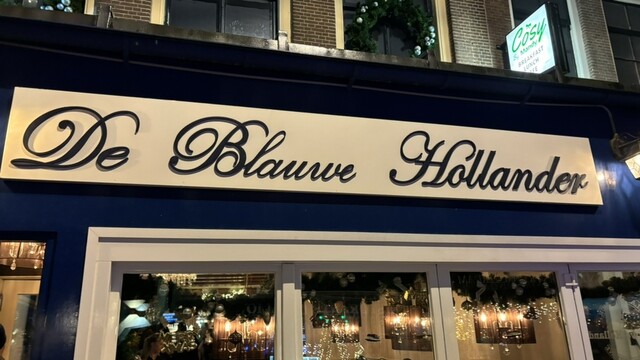 De Blauwe Hollander
Cosy
BREAKFAST
LUNCH